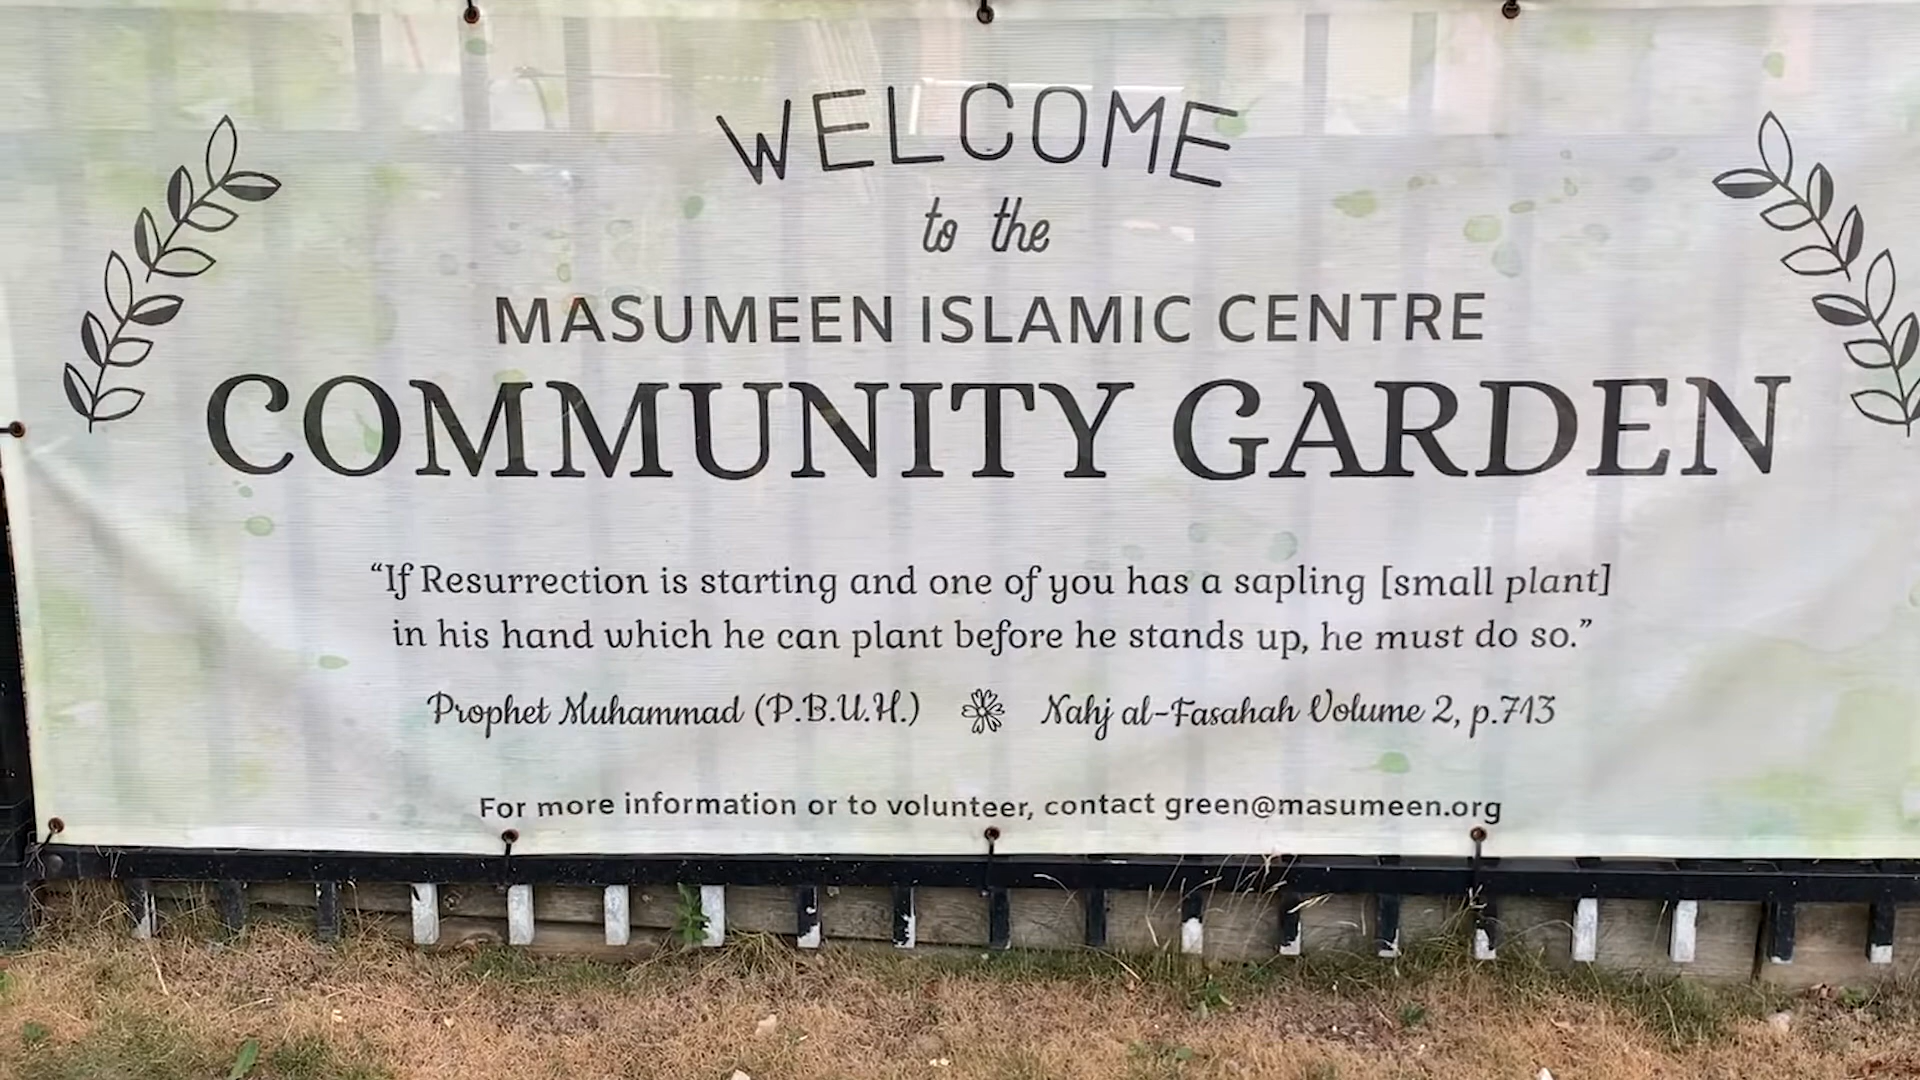 WELCOME
to the
MASUMEEN ISLAMIC CENTRE
COMMUNITY GARDEN
“If Resurrection is starting and one of you has a sapling [small plant]
in his hand which he can plant before he stands up, he must do so.”
Prophet Muhammad (P.B.U.H.) Nahj al-Fasahah Volume 2, p.713
For more information or to volunteer, contact green@masumeen.org